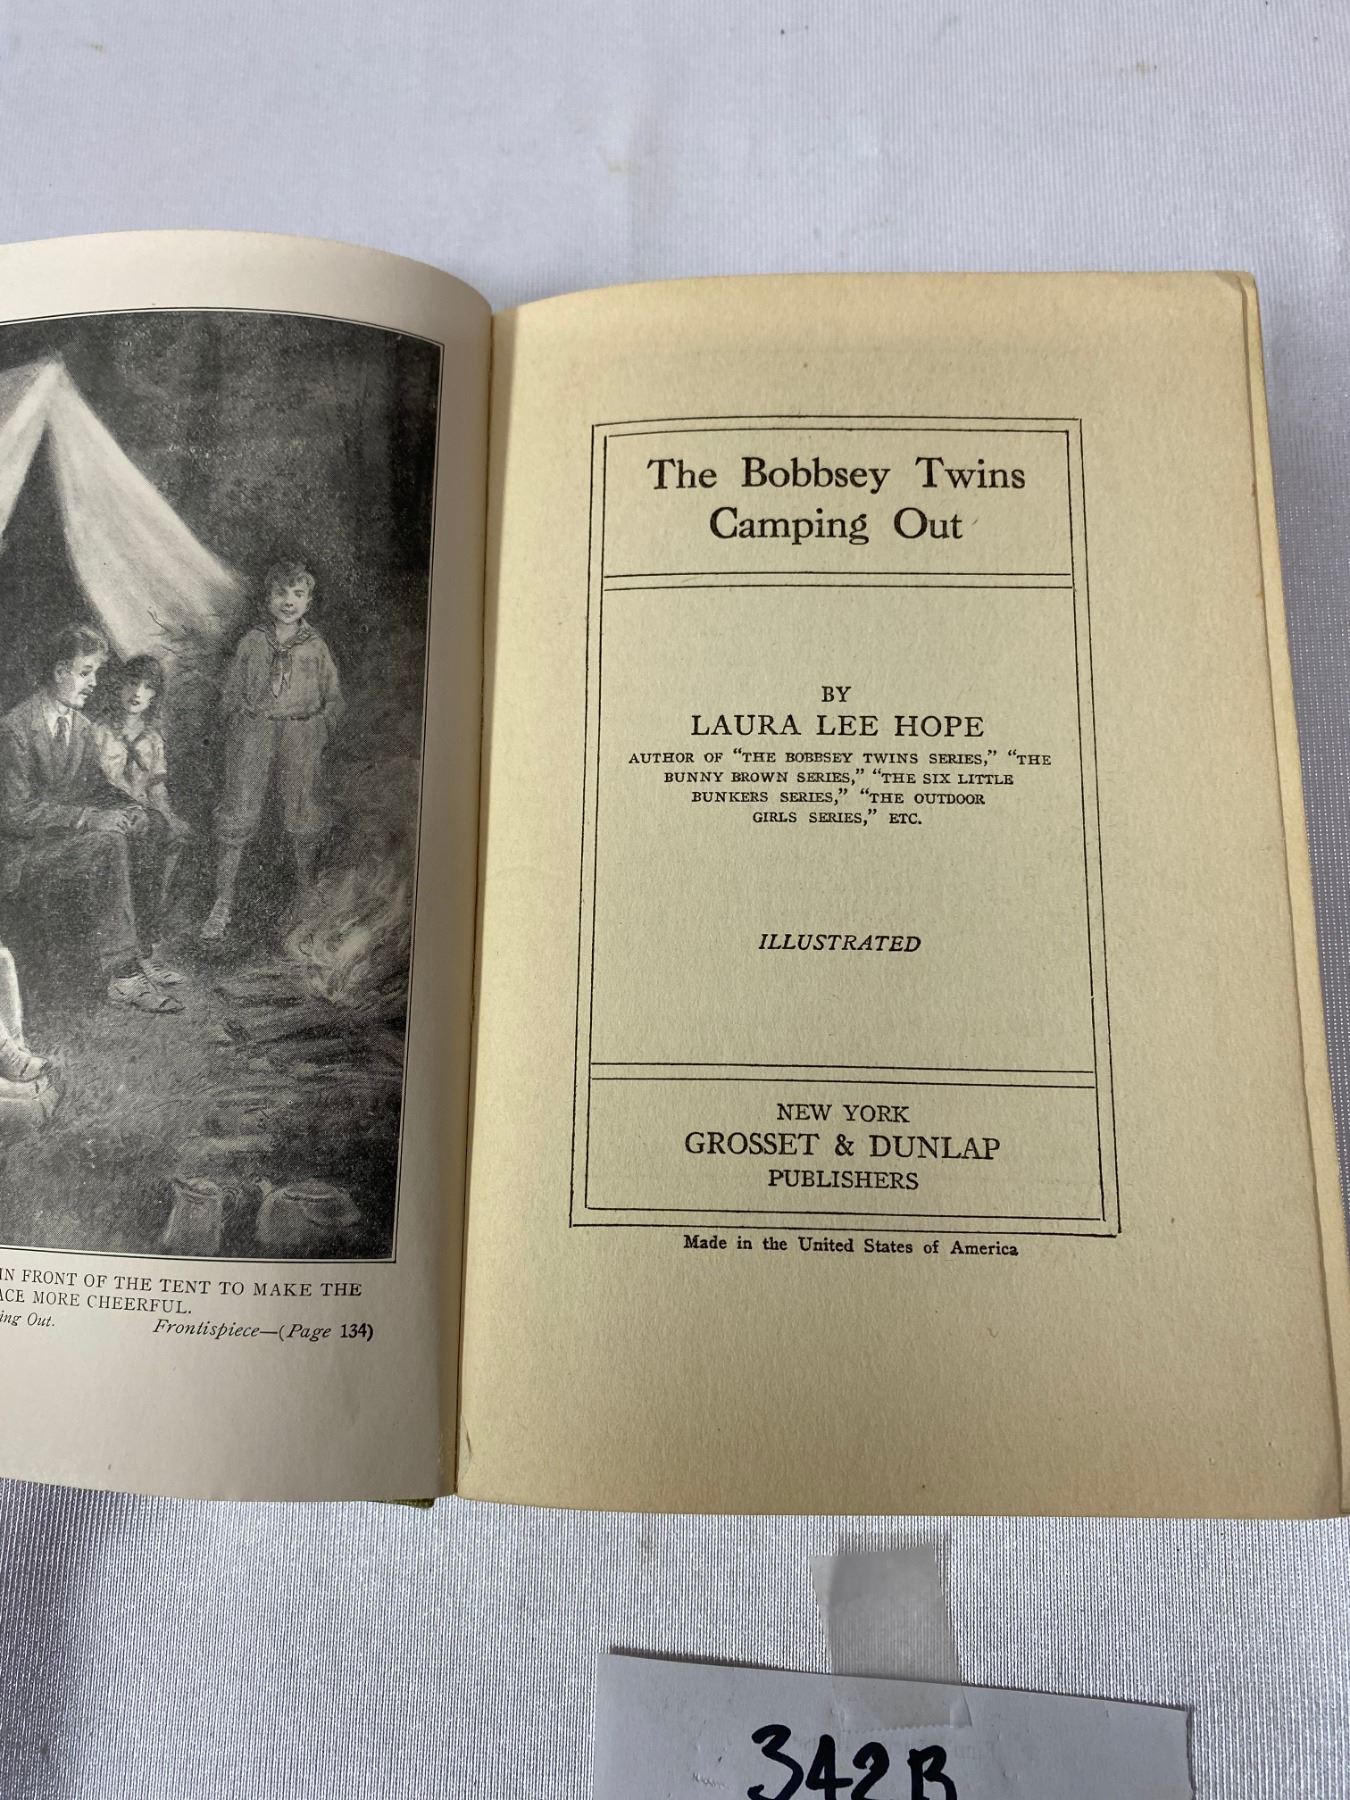 IN FRONT OF THE TENT TO MAKE THE
MORE CHEERFUL.
Out.
Frontispiece—(Page 134)
The Bobbsey Twins
Camping Out
BY
LAURA LEE HOPE
AUTHOR OF "THE BOBBSEY TWINS SERIES," "THE
BUNNY BROWN SERIES," "THE SIX LITTLE
BUNKERS SERIES," "THE OUTDOOR
GIRLS SERIES," ETC.
ILLUSTRATED
NEW YORK
GROSSET & DUNLAP
PUBLISHERS
Made in the United States of America
342B